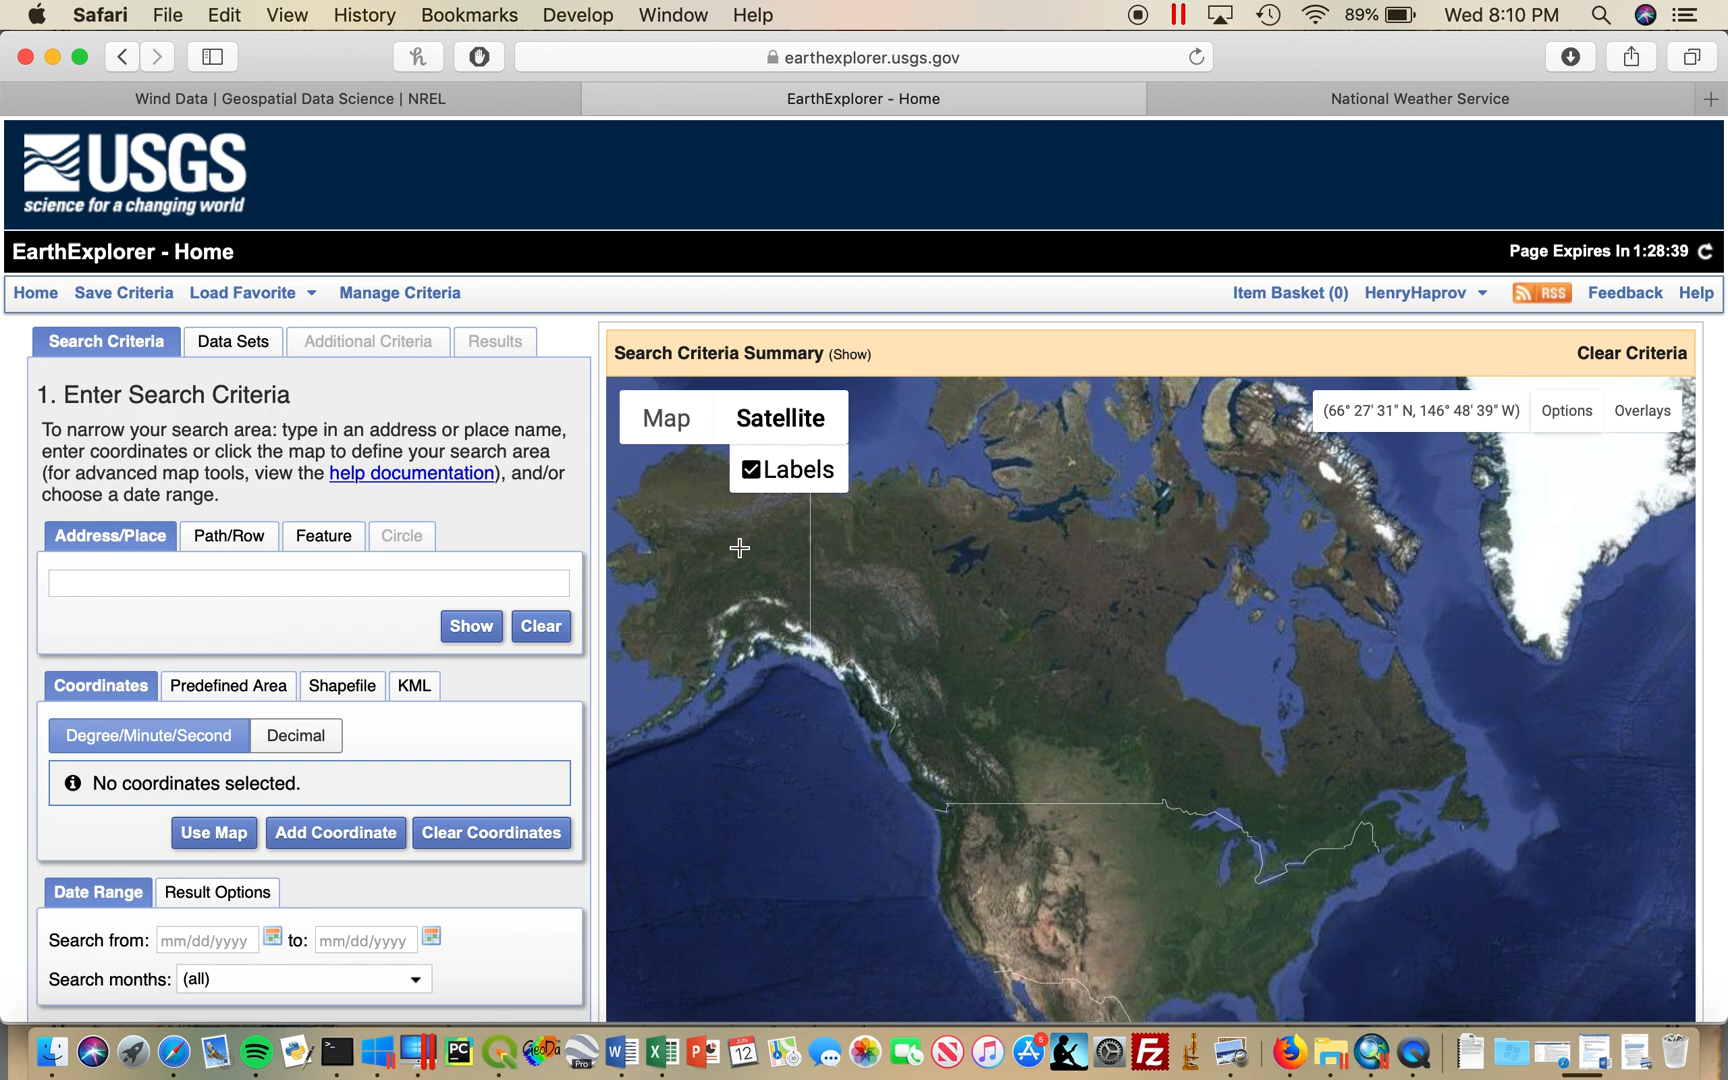 Safari File Edit View History Bookmarks Develop Window Help 89% Wed 8:10 PM
earthexplorer.usgs.gov
Wind Data | Geospatial Data Science | NREL EarthExplorer - Home National Weather Service
USGS
science for a changing world
EarthExplorer - Home Page Expires In 1:28:39
Home Save Criteria Load Favorite Manage Criteria Item Basket (0) HenryHaprov RSS Feedback Help
Search Criteria Data Sets Additional Criteria Results
1. Enter Search Criteria
To narrow your search area: type in an address or place name,
enter coordinates or click the map to define your search area
(for advanced map tools, view the help documentation), and/or
choose a date range.
Address/Place Path/Row Feature Circle
Show Clear
Coordinates Predefined Area Shapefile KML
Degree/Minute/Second Decimal
No coordinates selected.
Use Map Add Coordinate Clear Coordinates
Date Range Result Options
Search from: mm/dd/yyyy to: mm/dd/yyyy
Search months: (all)
Search Criteria Summary (Show) Clear Criteria
Map Satellite (66° 27' 31" N, 146° 48' 39" W) Options Overlays
Labels
PC GeoDa Pro W X P JUN 12 5 FZ